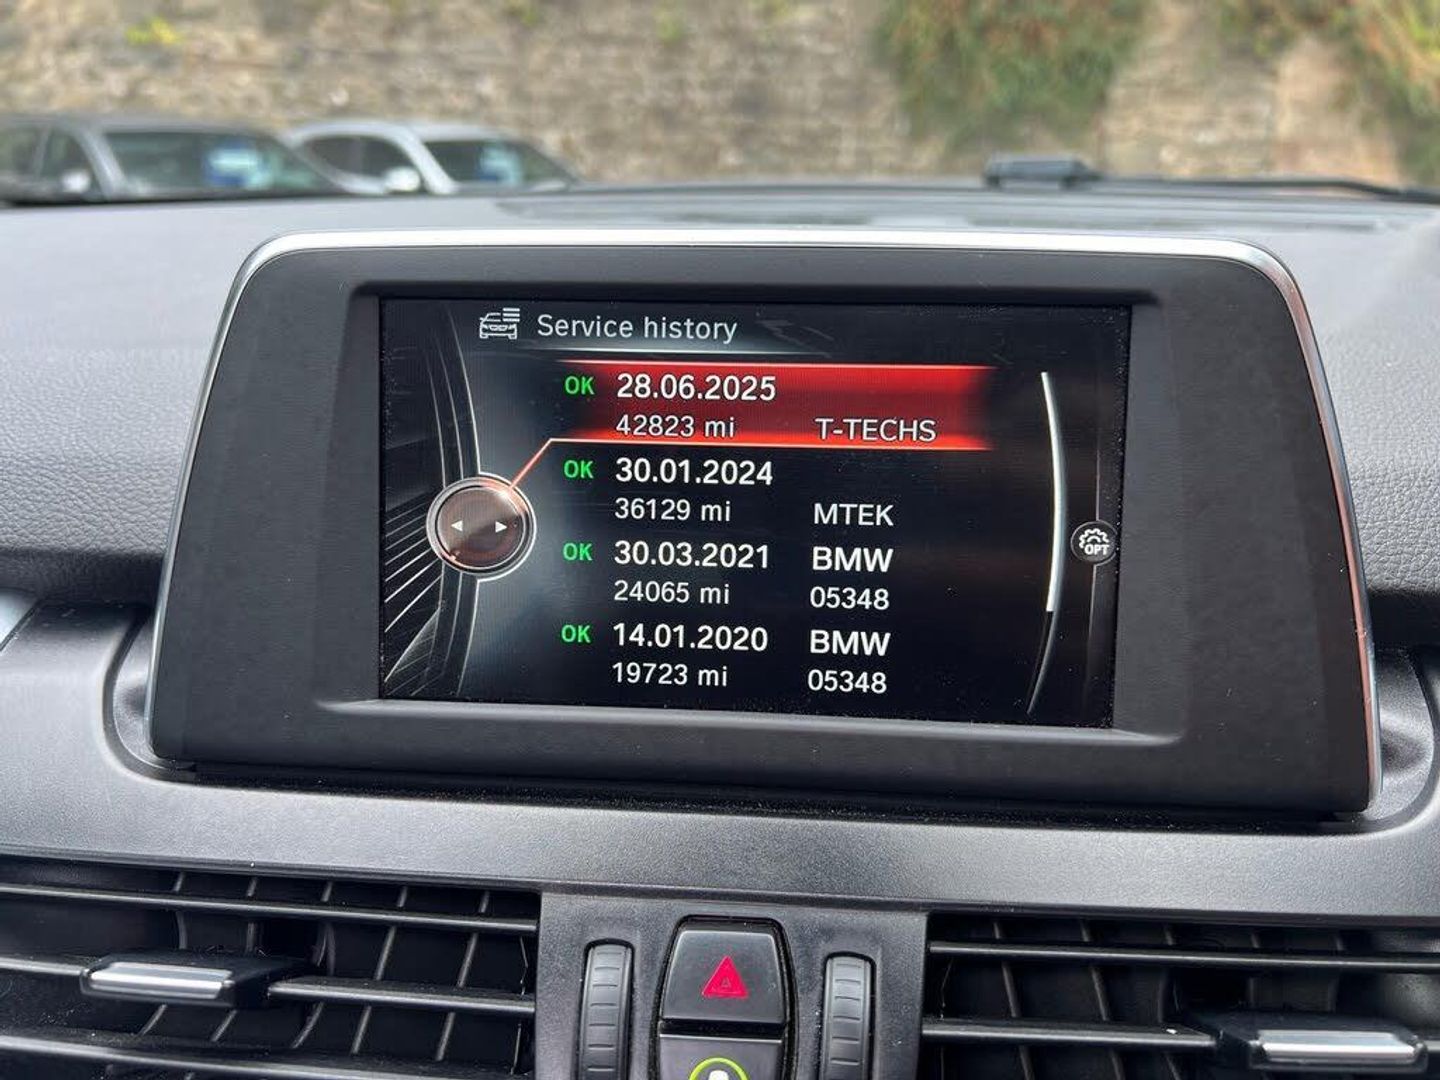 Service history
OK 28.06.2025
42823 mi T-TECHS
OK 30.01.2024
36129 mi MTEK
OK 30.03.2021 BMW
24065 mi 05348
OPT
OK 14.01.2020 BMW
19723 mi 05348